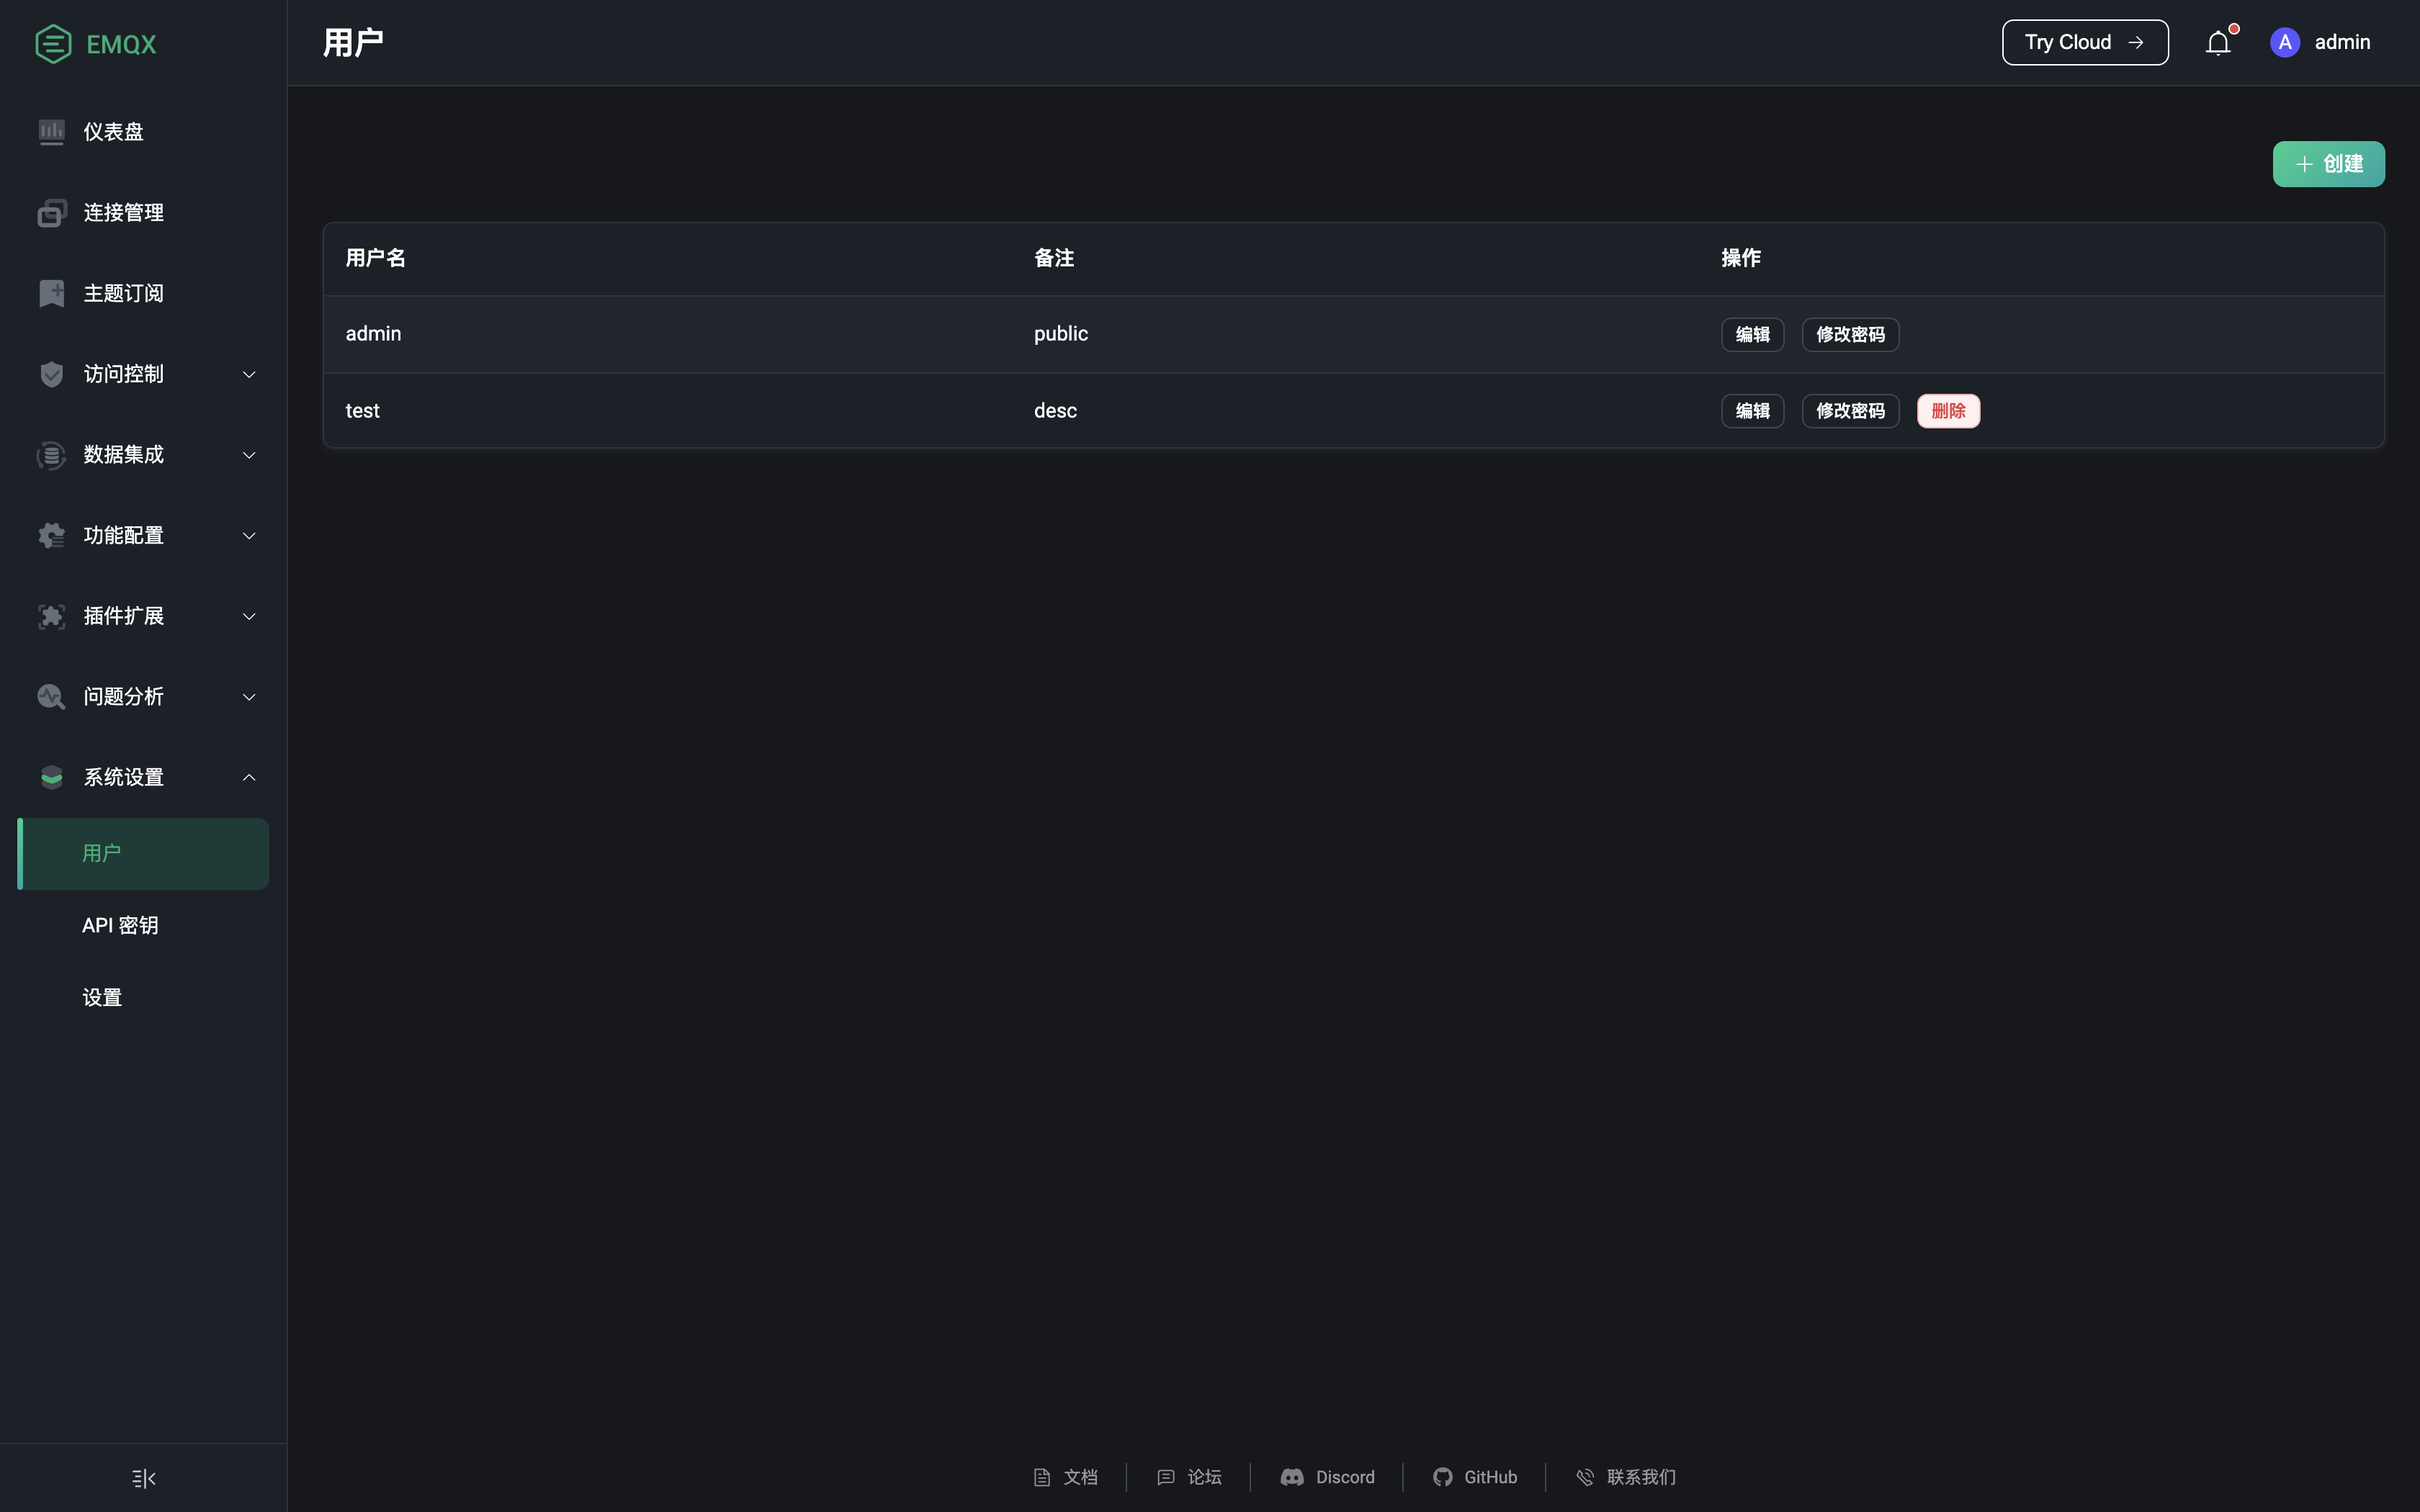 EMQX
用户
Try Cloud
A admin
仪表盘
连接管理
主题订阅
访问控制
数据集成
功能配置
插件扩展
问题分析
系统设置
用户
API 密钥
设置
创建
用户名 备注 操作
admin public 编辑 修改密码
test desc 编辑 修改密码 删除
文档 论坛 Discord GitHub 联系我们